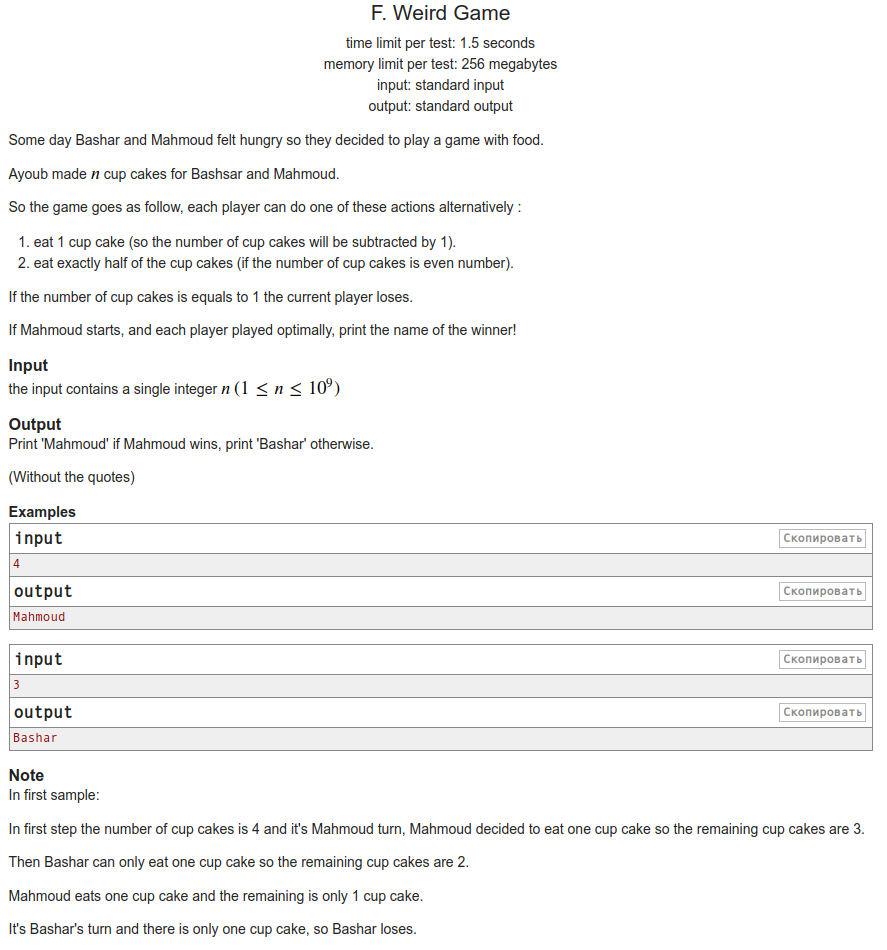 F. Weird Game
time limit per test: 1.5 seconds
memory limit per test: 256 megabytes
input: standard input
output: standard output
Some day Bashar and Mahmoud felt hungry so they decided to play a game with food.
Ayoub made n cup cakes for Bashsar and Mahmoud.
So the game goes as follow, each player can do one of these actions alternatively :
1. eat 1 cup cake (so the number of cup cakes will be subtracted by 1).
2. eat exactly half of the cup cakes (if the number of cup cakes is even number).
If the number of cup cakes is equals to 1 the current player loses.
If Mahmoud starts, and each player played optimally, print the name of the winner!
Input
the input contains a single integer n (1 ≤ n ≤ 10⁹)
Output
Print 'Mahmoud' if Mahmoud wins, print 'Bashar' otherwise.
(Without the quotes)
Examples
input Скопировать
4
output Скопировать
Mahmoud
input Скопировать
3
output Скопировать
Bashar
Note
In first sample:
In first step the number of cup cakes is 4 and it's Mahmoud turn, Mahmoud decided to eat one cup cake so the remaining cup cakes are 3.
Then Bashar can only eat one cup cake so the remaining cup cakes are 2.
Mahmoud eats one cup cake and the remaining is only 1 cup cake.
It's Bashar's turn and there is only one cup cake, so Bashar loses.